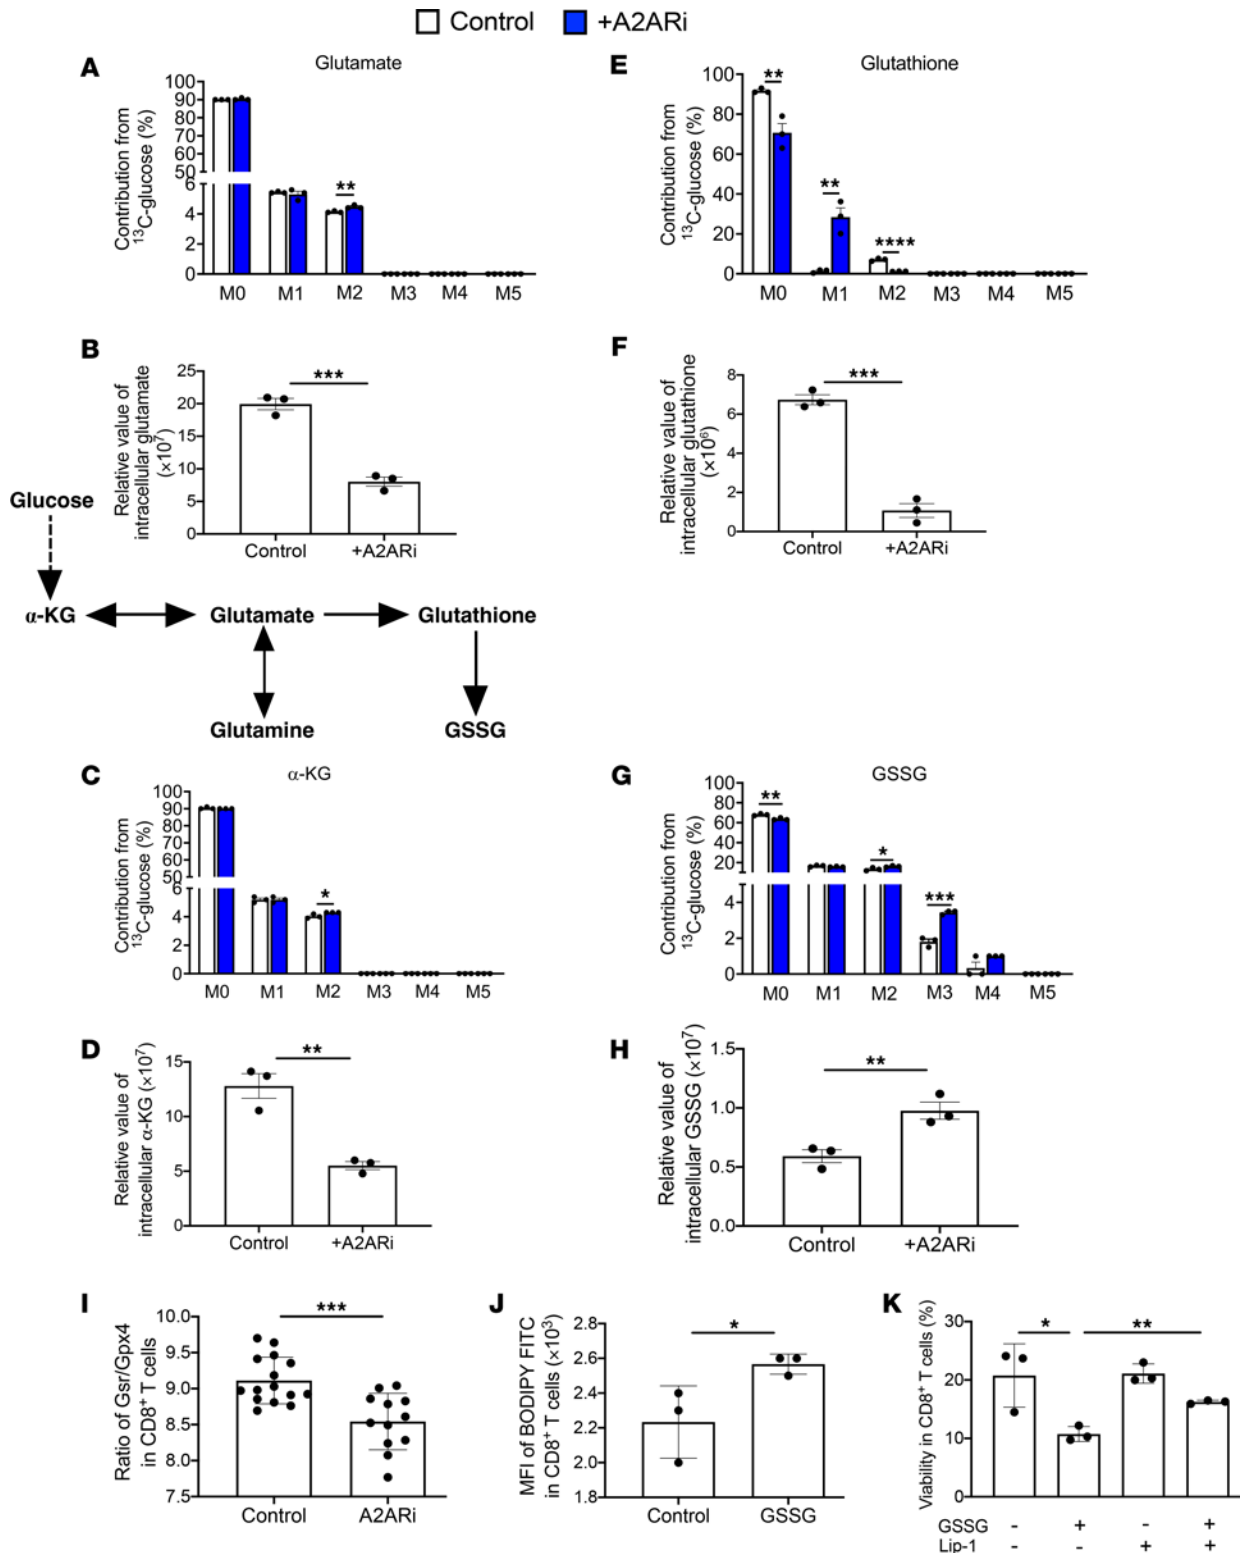 Control +A2ARi
A
Glutamate
Contribution from
¹³C-glucose (%)
100
90
80
70
60
50
6
4
2
0
**
M0 M1 M2 M3 M4 M5
E
Glutathione
Contribution from
¹³C-glucose (%)
100
80
60
40
20
0
**
**
****
M0 M1 M2 M3 M4 M5
B
Relative value of
intracellular glutamate
(×10⁷)
25
20
15
10
5
0
***
Control +A2ARi
F
Relative value of
intracellular glutathione
(×10⁶)
8
6
4
2
0
***
Control +A2ARi
Glucose
α-KG Glutamate Glutathione
Glutamine GSSG
C
α-KG
Contribution from
¹³C-glucose (%)
100
90
80
70
60
50
6
4
2
0
*
M0 M1 M2 M3 M4 M5
G
GSSG
Contribution from
¹³C-glucose (%)
100
80
60
40
20
4
2
0
**
*
***
M0 M1 M2 M3 M4 M5
D
Relative value of
intracellular α-KG (×10⁷)
15
10
5
0
**
Control +A2ARi
H
Relative value of
intracellular GSSG (×10⁷)
1.5
1.0
0.5
0.0
**
Control +A2ARi
I
Ratio of Gsr/Gpx4
in CD8⁺ T cells
10.0
9.5
9.0
8.5
8.0
7.5
***
Control A2ARi
J
MFI of BODIPY FITC
in CD8⁺ T cells (×10³)
2.8
2.6
2.4
2.2
2.0
1.8
*
Control GSSG
K
Viability in CD8⁺ T cells (%)
30
20
10
0
* **
GSSG - + - +
Lip-1 - - + +